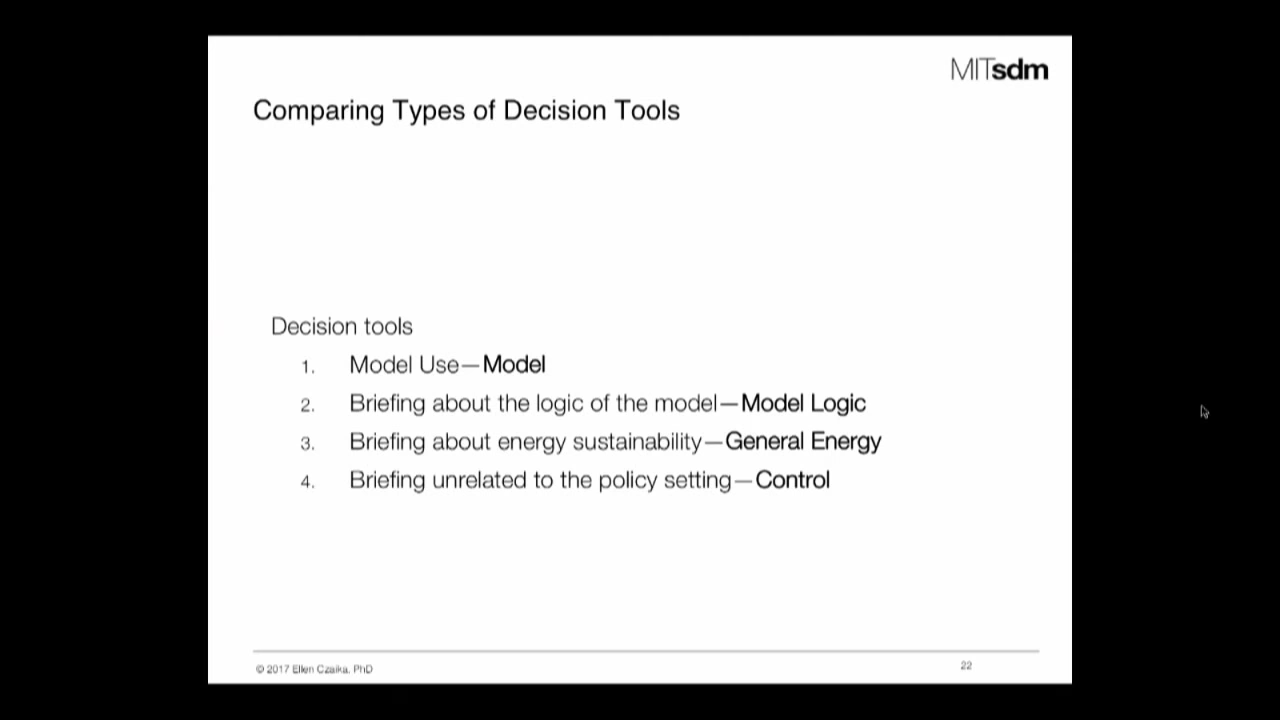 MITsdm
Comparing Types of Decision Tools
Decision tools
1. Model Use—Model
2. Briefing about the logic of the model—Model Logic
3. Briefing about energy sustainability—General Energy
4. Briefing unrelated to the policy setting—Control
© 2017 Ellen Czaika, PhD
22